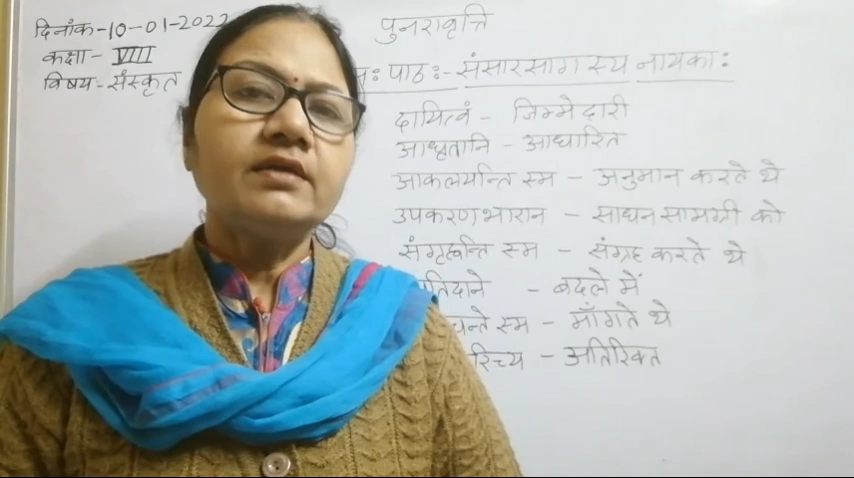 दिनांक-10-01-2022
पुनरावृत्ति
कक्षा- VIII
विषय-संस्कृत
पाठः- संसारसागरस्य नायकाः
दायित्वं - जिम्मेदारी
आधृतानि - आधारित
आकलयन्ति स्म - अनुमान करते थे
उपकरणभारान - साधन सामग्री को
संगृह्णन्ति स्म - संग्रह करते थे
तिदाने - बदले में
चन्ते स्म - माँगते थे
रिच्य - अतिरिक्त